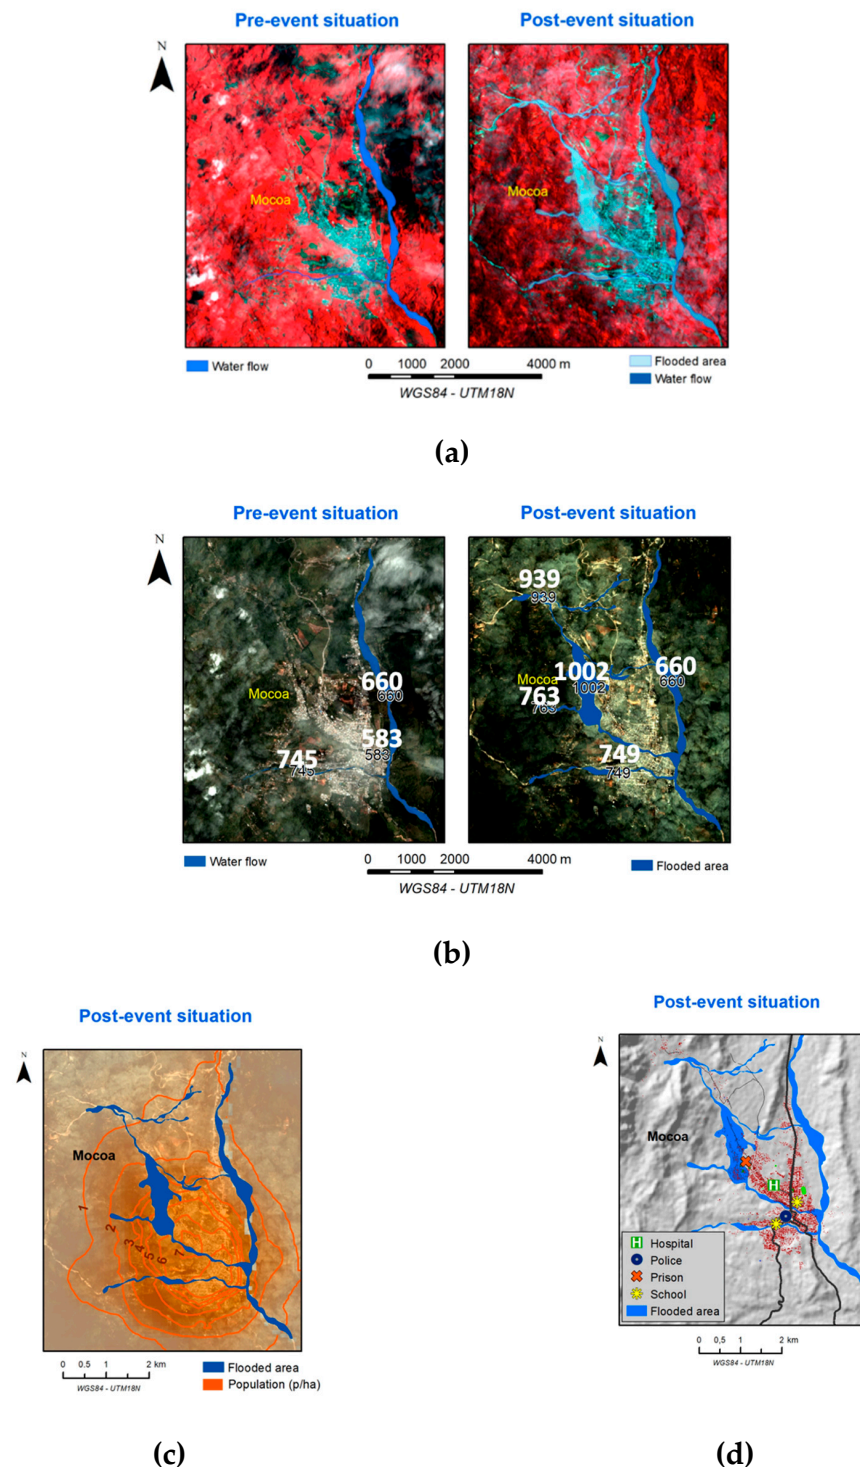 Pre-event situation
Post-event situation
N
Mocoa
Mocoa
Water flow
0 1000 2000 4000 m
WGS84 - UTM18N
Flooded area
Water flow
(a)
Pre-event situation
Post-event situation
N
939
939
660
660
1002
1002
660
660
Mocoa
Mocoa
763
763
583
583
745
745
749
749
Water flow
0 1000 2000 4000 m
WGS84 - UTM18N
Flooded area
(b)
Post-event situation
N
Mocoa
1
2
3
4
5
6
7
0 0.5 1 2 km
WGS84 - UTM18N
Flooded area
Population (p/ha)
(c)
Post-event situation
N
Mocoa
H
H Hospital
Police
Prison
School
Flooded area
0 0,5 1 2 km
WGS84 - UTM18N
(d)